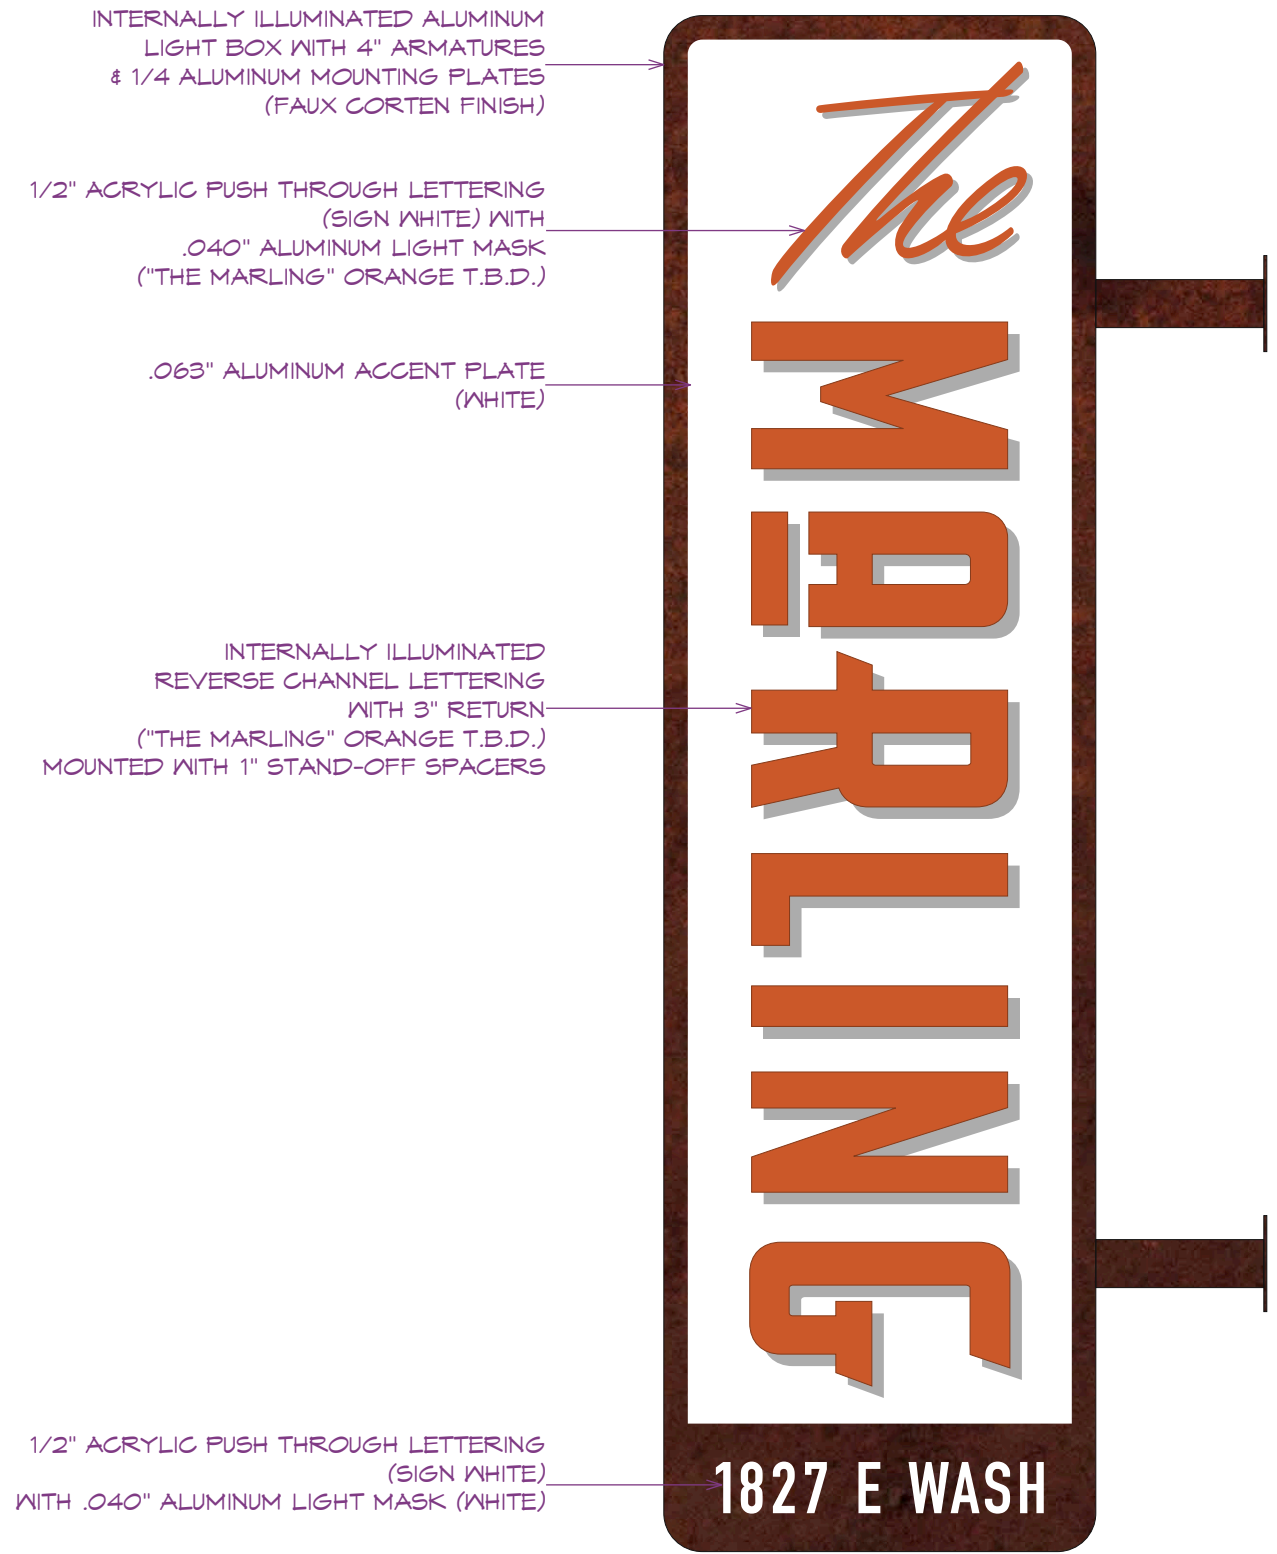 INTERNALLY ILLUMINATED ALUMINUM
LIGHT BOX WITH 4" ARMATURES
& 1/4 ALUMINUM MOUNTING PLATES
(FAUX CORTEN FINISH)
1/2" ACRYLIC PUSH THROUGH LETTERING
(SIGN WHITE) WITH
.040" ALUMINUM LIGHT MASK
("THE MARLING" ORANGE T.B.D.)
.063" ALUMINUM ACCENT PLATE
(WHITE)
INTERNALLY ILLUMINATED
REVERSE CHANNEL LETTERING
WITH 3" RETURN
("THE MARLING" ORANGE T.B.D.)
MOUNTED WITH 1" STAND-OFF SPACERS
1/2" ACRYLIC PUSH THROUGH LETTERING
(SIGN WHITE)
WITH .040" ALUMINUM LIGHT MASK (WHITE)
The
MARLING
1827 E WASH